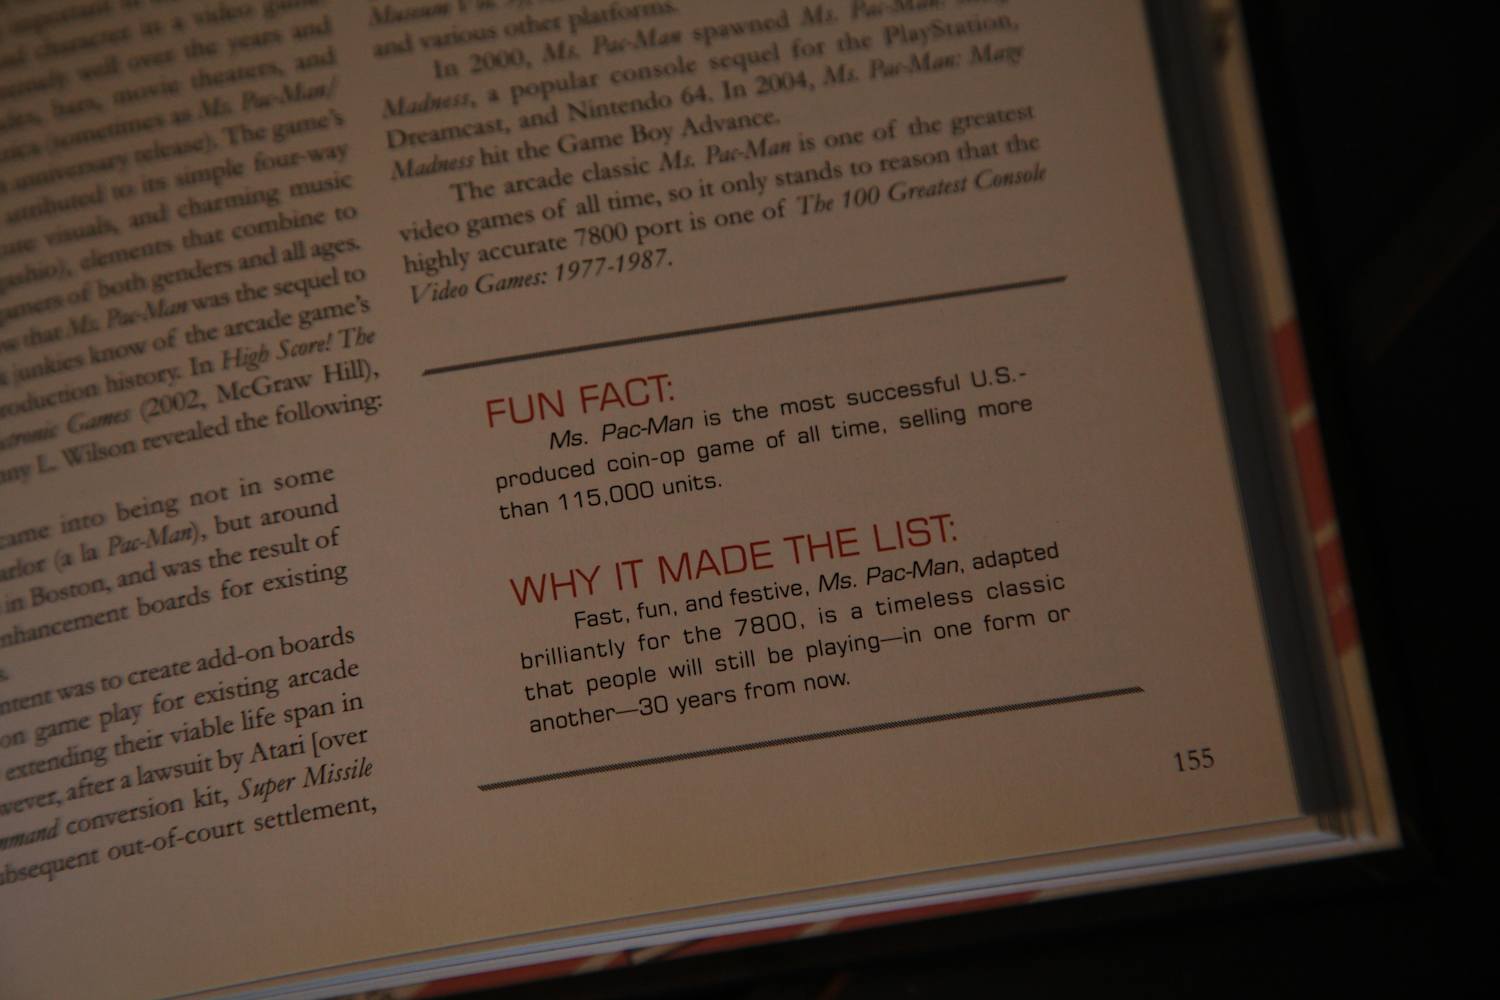 important
character in a video game
well over the years and
bars, movie theaters, and
(sometimes as Ms. Pac-Man/
anniversary release). The game's
attributed to its simple four-way
visuals, and charming music
elements that combine to
gamers of both genders and all ages.
that Ms. Pac-Man was the sequel to
junkies know of the arcade game's
production history. In High Score! The
Games (2002, McGraw Hill),
L. Wilson revealed the following:
came into being not in some
(a la Pac-Man), but around
in Boston, and was the result of
boards for existing
was to create add-on boards
on game play for existing arcade
extending their viable life span in
after a lawsuit by Atari [over
conversion kit, Super Missile
out-of-court settlement,
Museum
and various other platforms.
In 2000, Ms. Pac-Man spawned Ms. Pac-Man:
Madness, a popular console sequel for the PlayStation,
Dreamcast, and Nintendo 64. In 2004, Ms. Pac-Man: Maze
Madness hit the Game Boy Advance.
The arcade classic Ms. Pac-Man is one of the greatest
video games of all time, so it only stands to reason that the
highly accurate 7800 port is one of The 100 Greatest Console
Video Games: 1977-1987.
FUN FACT:
Ms. Pac-Man is the most successful U.S.-
produced coin-op game of all time, selling more
than 115,000 units.
WHY IT MADE THE LIST:
Fast, fun, and festive, Ms. Pac-Man, adapted
brilliantly for the 7800, is a timeless classic
that people will still be playing—in one form or
another—30 years from now.
155